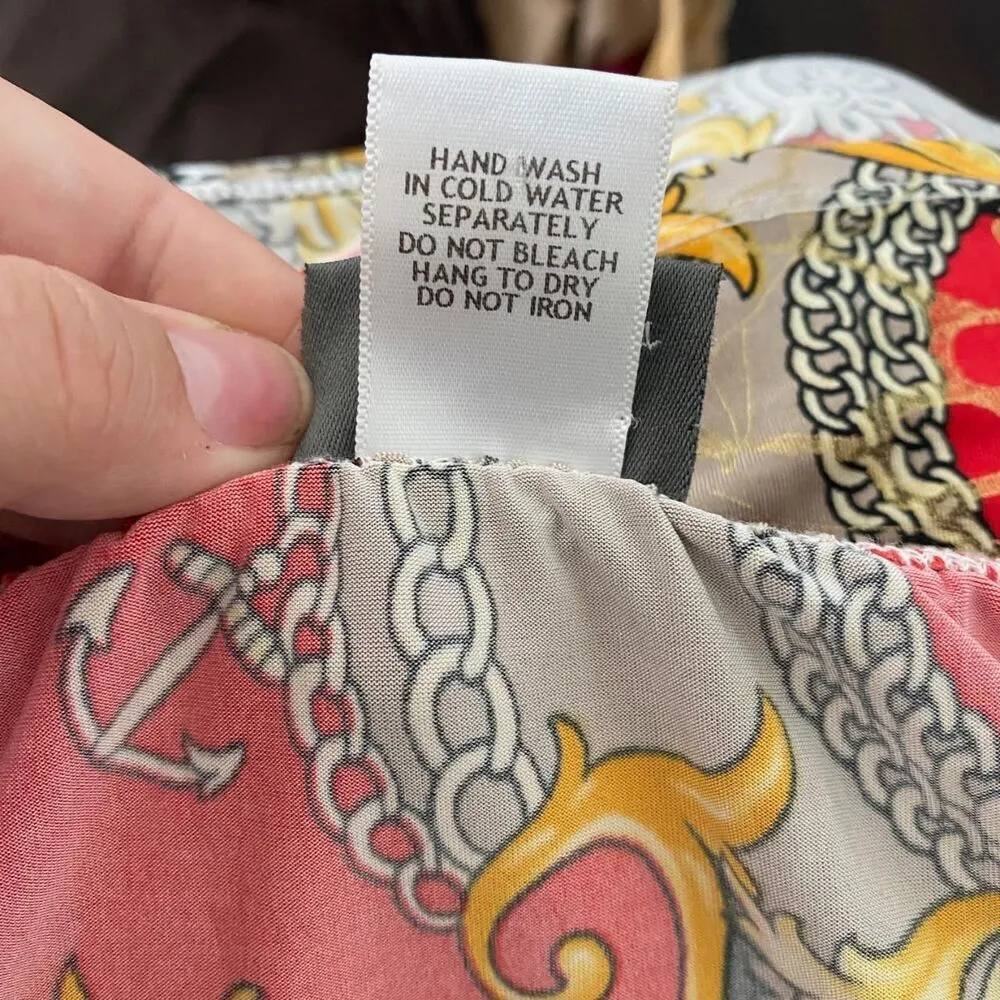 HAND WASH
IN COLD WATER
SEPARATELY
DO NOT BLEACH
HANG TO DRY
DO NOT IRON